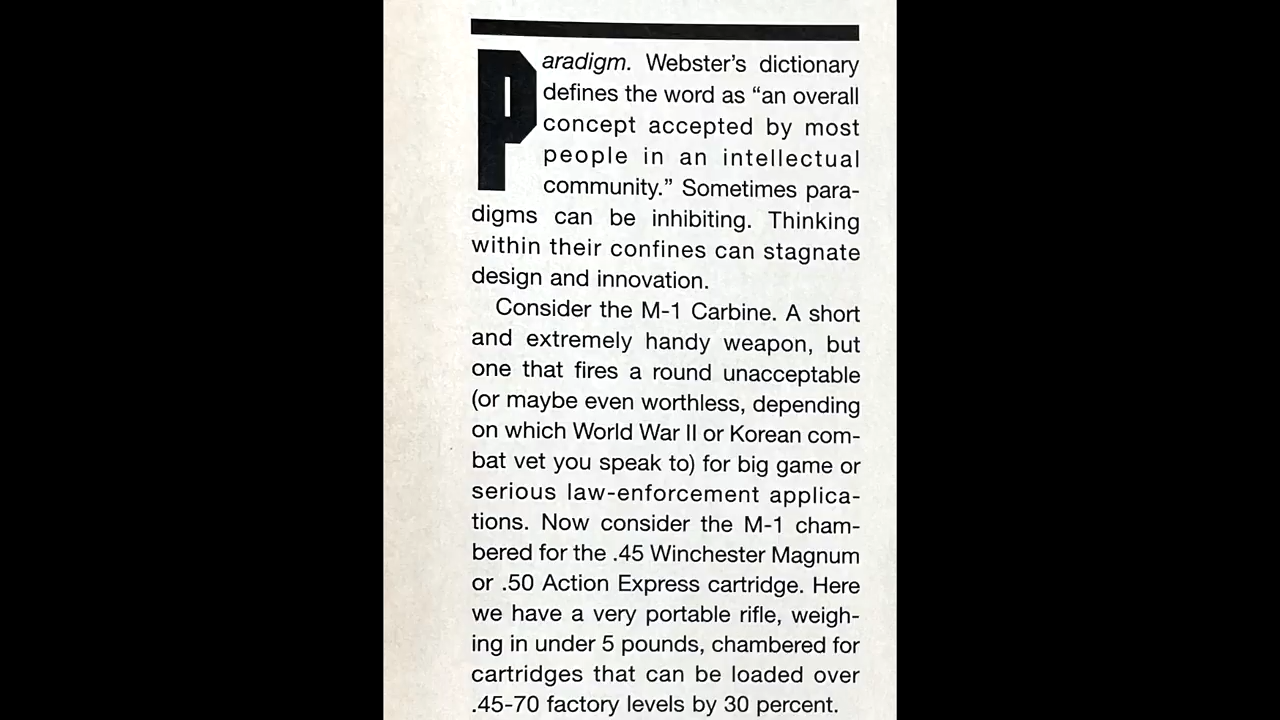 Paradigm. Webster's dictionary
defines the word as “an overall
concept accepted by most
people in an intellectual
community.” Sometimes para-
digms can be inhibiting. Thinking
within their confines can stagnate
design and innovation.
Consider the M-1 Carbine. A short
and extremely handy weapon, but
one that fires a round unacceptable
(or maybe even worthless, depending
on which World War II or Korean com-
bat vet you speak to) for big game or
serious law-enforcement applica-
tions. Now consider the M-1 cham-
bered for the .45 Winchester Magnum
or .50 Action Express cartridge. Here
we have a very portable rifle, weigh-
ing in under 5 pounds, chambered for
cartridges that can be loaded over
.45-70 factory levels by 30 percent.